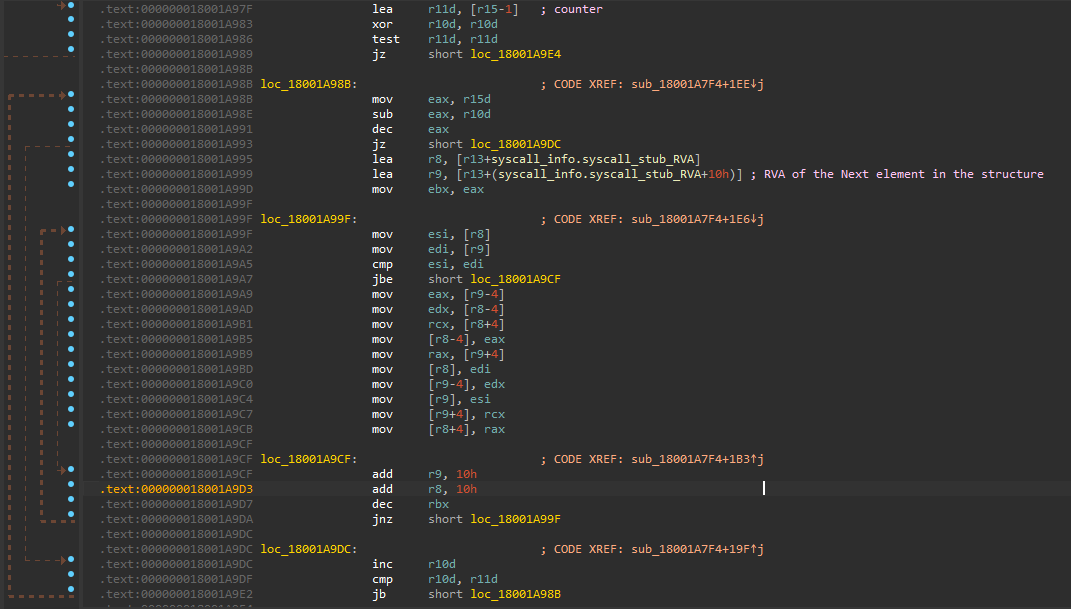 .text:000000018001A97F lea r11d, [r15-1] ; counter
.text:000000018001A983 xor r10d, r10d
.text:000000018001A986 test r11d, r11d
.text:000000018001A989 jz short loc_18001A9E4
.text:000000018001A98B
.text:000000018001A98B loc_18001A98B: ; CODE XREF: sub_18001A7F4+1EE↓j
.text:000000018001A98B mov eax, r15d
.text:000000018001A98E sub eax, r10d
.text:000000018001A991 dec eax
.text:000000018001A993 jz short loc_18001A9DC
.text:000000018001A995 lea r8, [r13+syscall_info.syscall_stub_RVA]
.text:000000018001A999 lea r9, [r13+(syscall_info.syscall_stub_RVA+10h)] ; RVA of the Next element in the structure
.text:000000018001A99D mov ebx, eax
.text:000000018001A99F
.text:000000018001A99F loc_18001A99F: ; CODE XREF: sub_18001A7F4+1E6↓j
.text:000000018001A99F mov esi, [r8]
.text:000000018001A9A2 mov edi, [r9]
.text:000000018001A9A5 cmp esi, edi
.text:000000018001A9A7 jbe short loc_18001A9CF
.text:000000018001A9A9 mov eax, [r9-4]
.text:000000018001A9AD mov edx, [r8-4]
.text:000000018001A9B1 mov rcx, [r8+4]
.text:000000018001A9B5 mov [r8-4], eax
.text:000000018001A9B9 mov rax, [r9+4]
.text:000000018001A9BD mov [r8], edi
.text:000000018001A9C0 mov [r9-4], edx
.text:000000018001A9C4 mov [r9], esi
.text:000000018001A9C7 mov [r9+4], rcx
.text:000000018001A9CB mov [r8+4], rax
.text:000000018001A9CF
.text:000000018001A9CF loc_18001A9CF: ; CODE XREF: sub_18001A7F4+1B3↑j
.text:000000018001A9CF add r9, 10h
.text:000000018001A9D3 add r8, 10h
.text:000000018001A9D7 dec rbx
.text:000000018001A9DA jnz short loc_18001A99F
.text:000000018001A9DC
.text:000000018001A9DC loc_18001A9DC: ; CODE XREF: sub_18001A7F4+19F↑j
.text:000000018001A9DC inc r10d
.text:000000018001A9DF cmp r10d, r11d
.text:000000018001A9E2 jb short loc_18001A98B